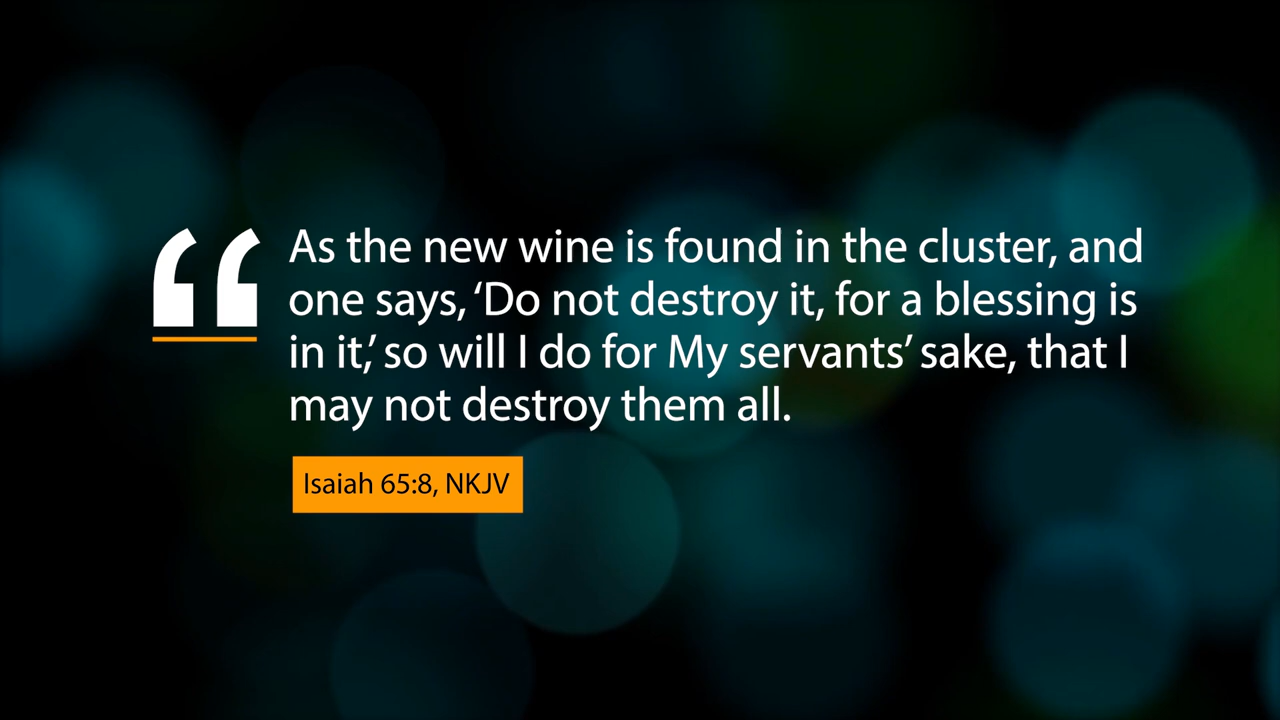 “
As the new wine is found in the cluster, and
one says, ‘Do not destroy it, for a blessing is
in it,’ so will I do for My servants’ sake, that I
may not destroy them all.
Isaiah 65:8, NKJV